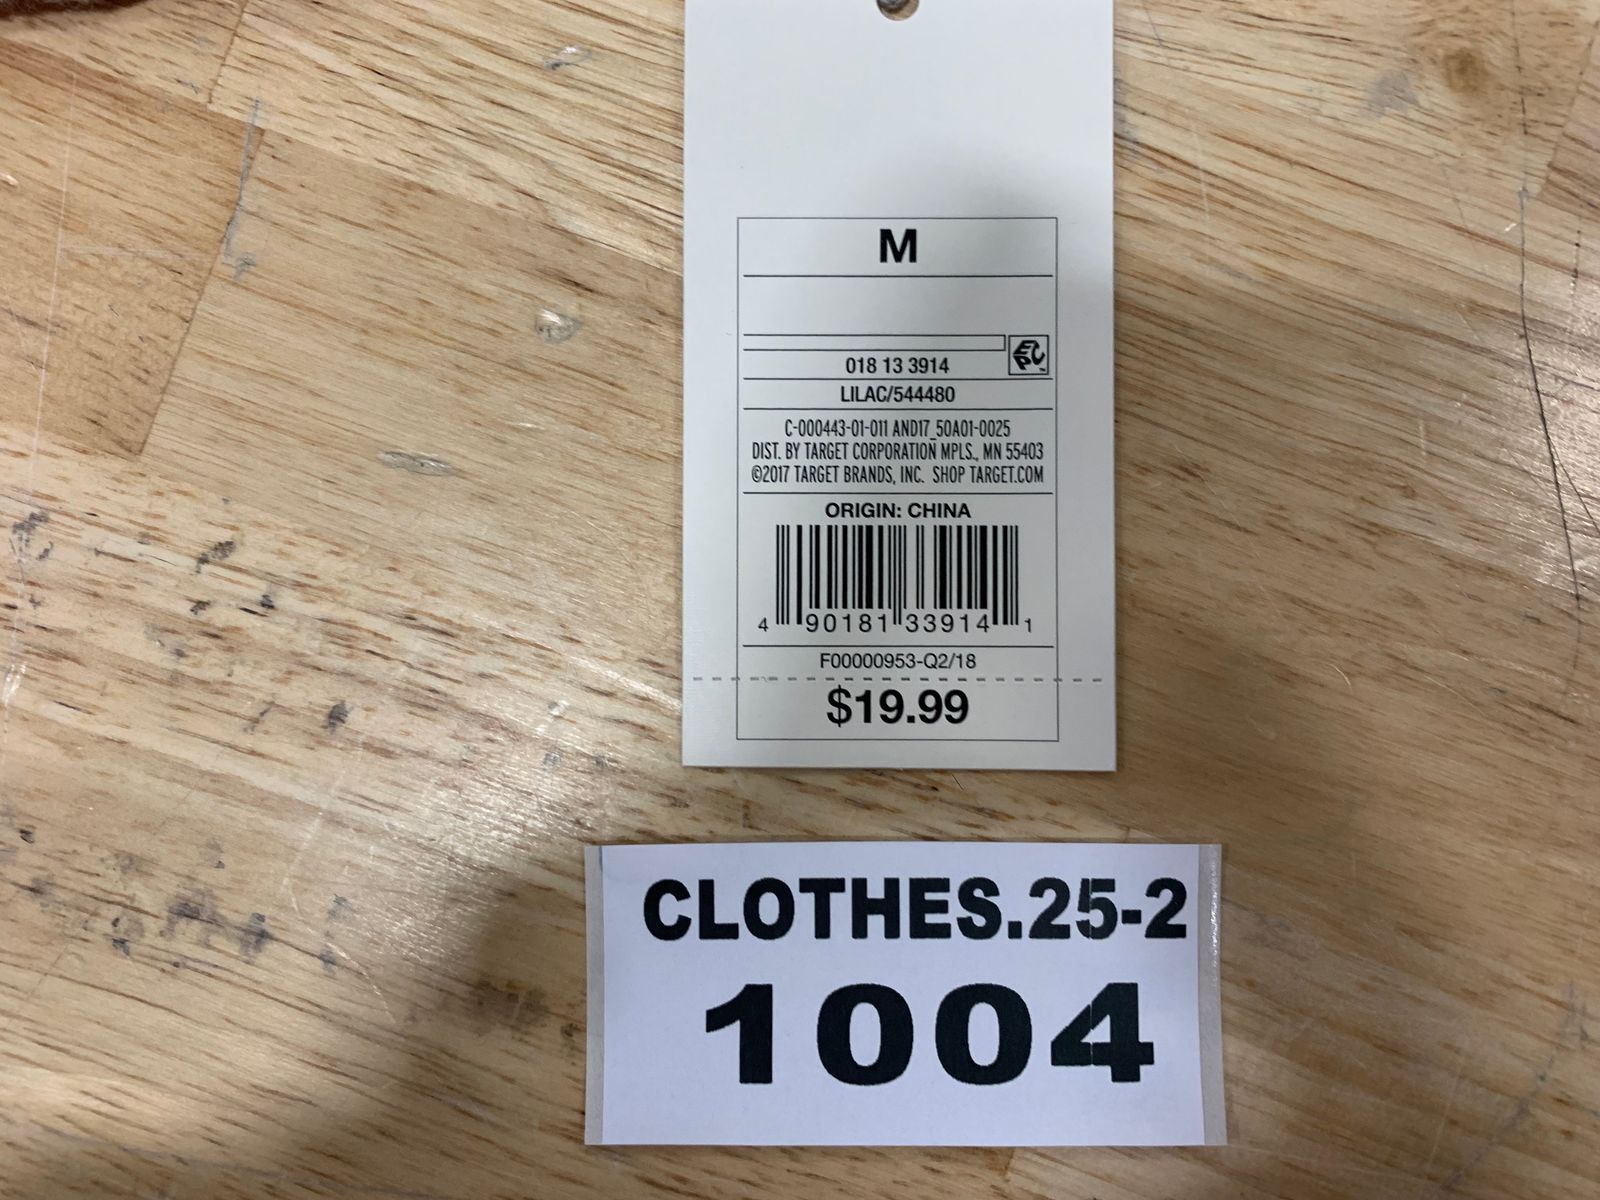 M
EPC™
018 13 3914
LILAC/544480
C-000443-01-011 AND17_50A01-0025
DIST. BY TARGET CORPORATION MPLS., MN 55403
©2017 TARGET BRANDS, INC. SHOP TARGET.COM
ORIGIN: CHINA
4 90181 33914 1
F00000953-Q2/18
$19.99
CLOTHES.25-2
1004